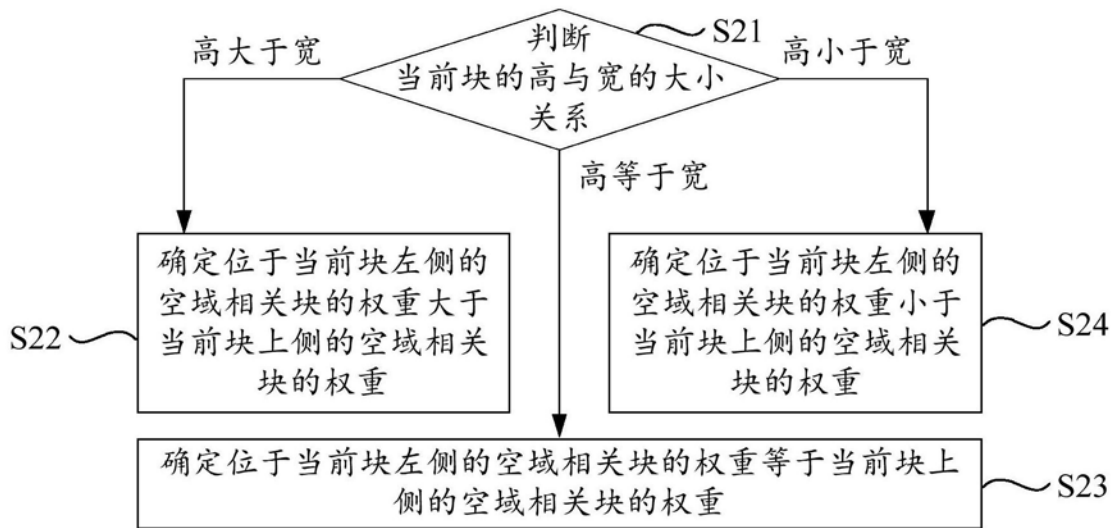 判断
当前块的高与宽的大小
关系
S21
高大于宽
高小于宽
高等于宽
确定位于当前块左侧的
空域相关块的权重大于
当前块上侧的空域相关
块的权重
S22
确定位于当前块左侧的
空域相关块的权重小于
当前块上侧的空域相关
块的权重
S24
确定位于当前块左侧的空域相关块的权重等于当前块上
侧的空域相关块的权重
S23